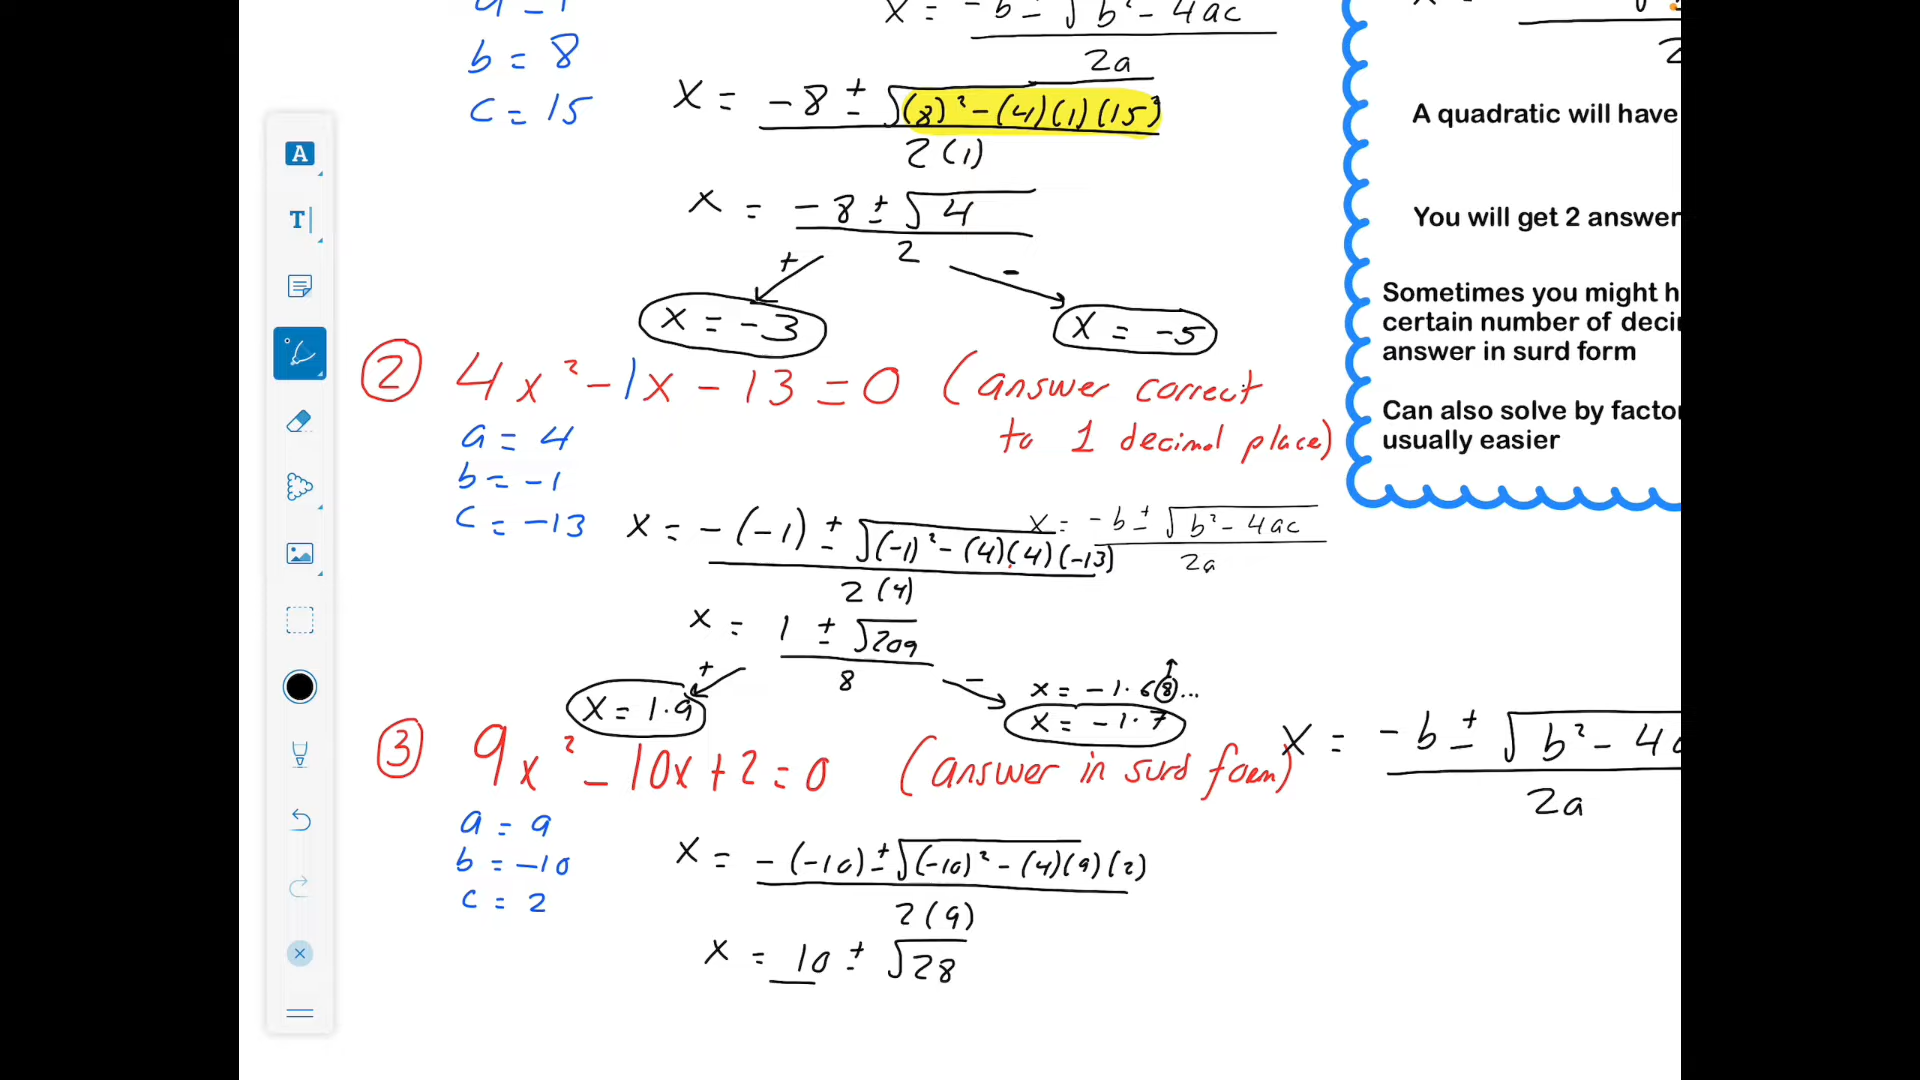 b = 8
c = 15
x = -b ± √b² - 4ac
2a
x = -8 ± √(8)² - (4)(1)(15)
2(1)
x = -8 ± √4
2
+ -
x = -3
x = -5
② 4x² - 1x - 13 = 0 (answer correct
to 1 decimal place)
a = 4
b = -1
c = -13
x = -(-1) ± √(-1)² - (4)(4)(-13)
2(4)
x = -b ± √b² - 4ac
2a
x = 1 ± √209
8
+ -
x = 1.9
x = -1.68...
x = -1.7
③ 9x² - 10x + 2 = 0 (answer in surd form)
a = 9
b = -10
c = 2
x = -(-10) ± √(-10)² - (4)(9)(2)
2(9)
x = 10 ± √28
A quadratic will have
You will get 2 answer
Sometimes you might h
certain number of deci
answer in surd form
Can also solve by facto
usually easier
x = -b ± √b² - 4
2a
A
T